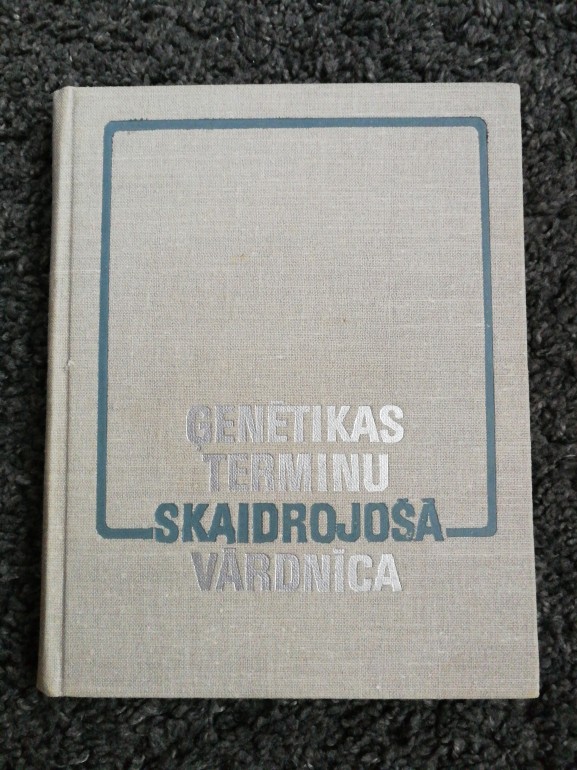 ĢENĒTIKAS
TERMINU
SKAIDROJOŠĀ
VĀRDNĪCA